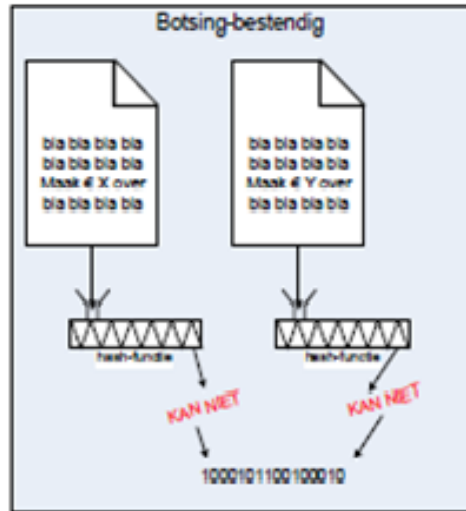 Botsing-bestendig
bla bla bla bla
bla bla bla bla
Maak € X over
bla bla bla bla
bla bla bla bla
bla bla bla bla
Maak € Y over
bla bla bla bla
hash-functie
hash-functie
KAN NIET
KAN NIET
1000101100100010